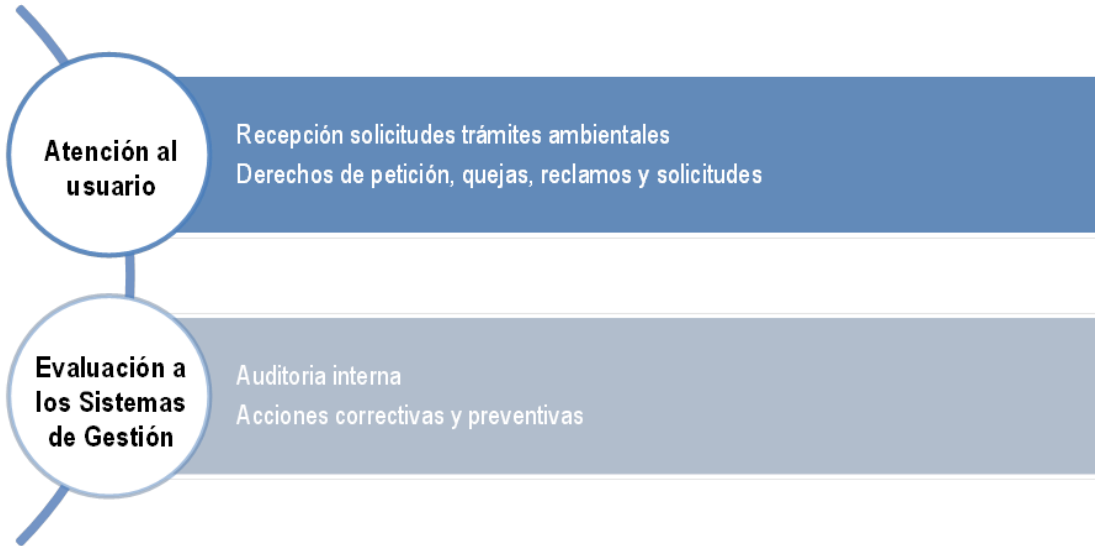 Atención al
usuario
Recepción solicitudes trámites ambientales
Derechos de petición, quejas, reclamos y solicitudes
Evaluación a
los Sistemas
de Gestión
Auditoria interna
Acciones correctivas y preventivas